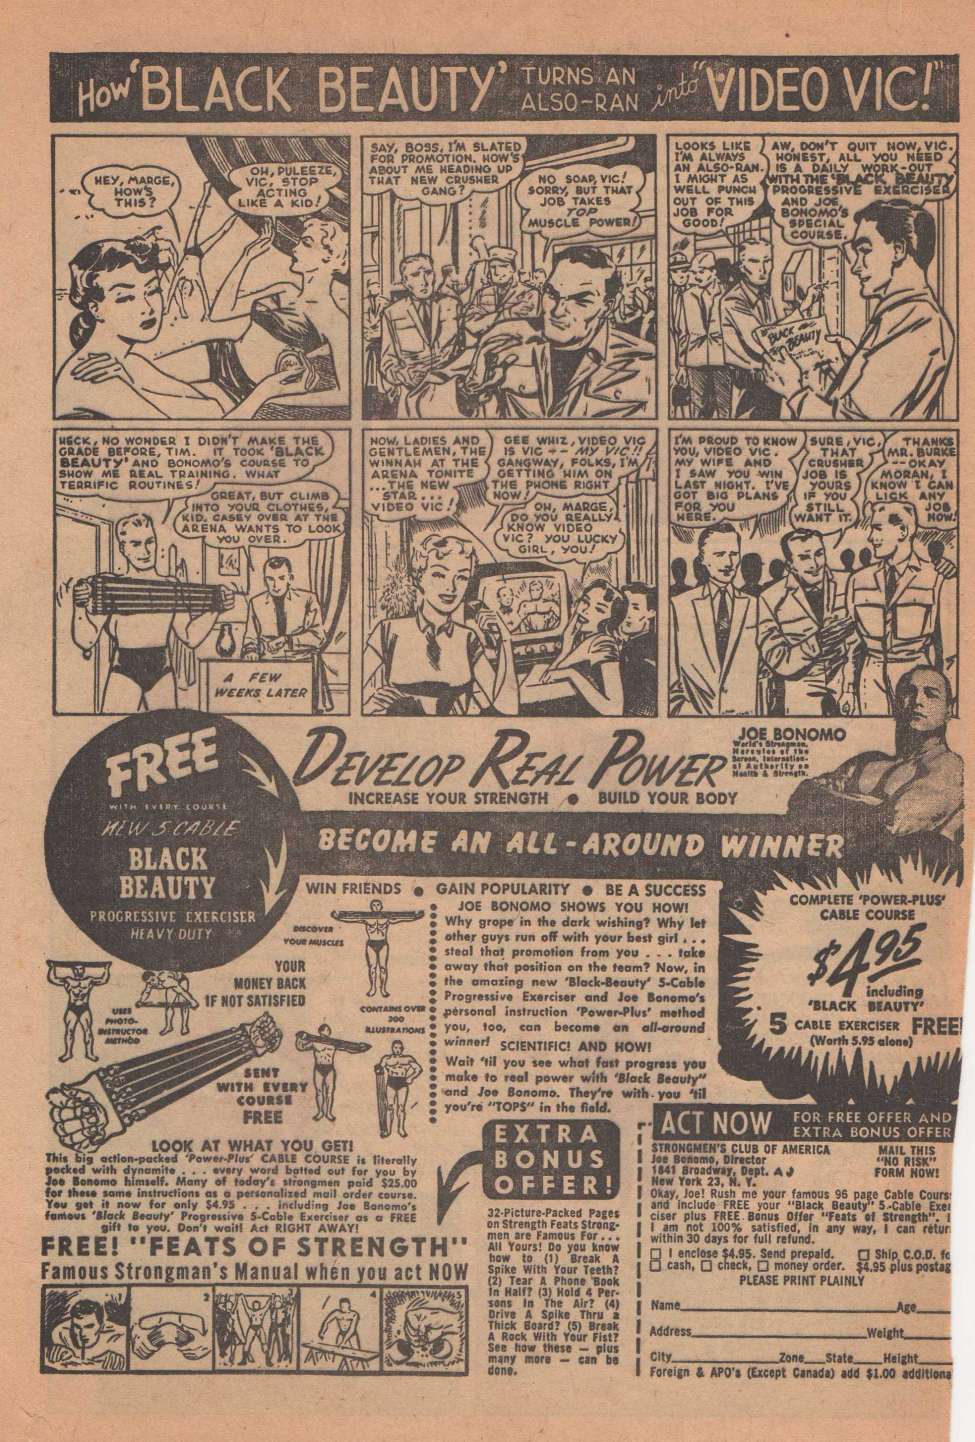 How 'BLACK BEAUTY' TURNS AN ALSO-RAN into "VIDEO VIC!"
HEY, MARGE,
HOW'S
THIS?
OH, PULEEZE,
VIC, STOP
ACTING
LIKE A KID!
SAY, BOSS, I'M SLATED
FOR PROMOTION. HOW'S
ABOUT ME HEADING UP
THAT NEW CRUSHER
GANG?
NO SOAP, VIC!
SORRY, BUT THAT
JOB TAKES
TOP
MUSCLE POWER!
LOOKS LIKE
I'M ALWAYS
AN ALSO-RAN.
I MIGHT AS
WELL PUNCH
OUT OF THIS
JOB FOR
GOOD!
AW, DON'T QUIT NOW, VIC.
HONEST, ALL YOU NEED
IS A DAILY WORK-OUT
WITH THE 'BLACK BEAUTY'
PROGRESSIVE EXERCISER
AND JOE
BONOMO'S
SPECIAL
COURSE.
BLACK
BEAUTY
HECK, NO WONDER I DIDN'T MAKE THE
GRADE BEFORE, TIM. IT TOOK 'BLACK
BEAUTY' AND BONOMO'S COURSE TO
SHOW ME REAL TRAINING. WHAT
TERRIFIC ROUTINES!
GREAT, BUT CLIMB
INTO YOUR CLOTHES,
KID. CASEY OVER AT THE
ARENA WANTS TO LOOK
YOU OVER.
A FEW
WEEKS LATER
NOW, LADIES AND
GENTLEMEN, THE
WINNAH AT THE
ARENA TONITE
...THE NEW
STAR...
VIDEO VIC!
GEE WHIZ, VIDEO VIC
IS VIC -- MY VIC!!
GANGWAY, FOLKS, I'M
GETTING HIM ON
THE PHONE RIGHT
NOW!
OH, MARGE,
DO YOU REALLY
KNOW VIDEO
VIC? YOU LUCKY
GIRL, YOU!
I'M PROUD TO KNOW
YOU, VIDEO VIC.
MY WIFE AND
I SAW YOU WIN
LAST NIGHT. I'VE
GOT BIG PLANS
FOR YOU
HERE.
SURE, VIC,
THAT
CRUSHER
JOB IS
YOURS
IF YOU
STILL
WANT IT.
THANKS
MR. BURKE
--OKAY
MORAN, I
KNOW I CAN
LICK ANY
JOB
NOW!
JOE BONOMO
World's Strongman,
Hercules of the
Screen, Internation-
al Authority on
Health & Strength.
DEVELOP REAL POWER
INCREASE YOUR STRENGTH ● BUILD YOUR BODY
BECOME AN ALL-AROUND WINNER
FREE
WITH EVERY COURSE
NEW 5 CABLE
BLACK
BEAUTY
PROGRESSIVE EXERCISER
HEAVY DUTY
YOUR
MONEY BACK
IF NOT SATISFIED
USES
PHOTO-
INSTRUCTOR
METHOD
SENT
WITH EVERY
COURSE
FREE
WIN FRIENDS ● GAIN POPULARITY ● BE A SUCCESS
DISCOVER
YOUR MUSCLES
CONTAINS OVER
200
ILLUSTRATIONS
JOE BONOMO SHOWS YOU HOW!
Why grope in the dark wishing? Why let
other guys run off with your best girl . . .
steal that promotion from you . . . take
away that position on the team? Now, in
the amazing new 'Black-Beauty' 5-Cable
Progressive Exerciser and Joe Bonomo's
personal instruction 'Power-Plus' method
you, too, can become an all-around
winner! SCIENTIFIC! AND HOW!
Wait 'til you see what fast progress you
make to real power with 'Black Beauty"
and Joe Bonomo. They're with you 'til
you're "TOPS" in the field.
COMPLETE 'POWER-PLUS'
CABLE COURSE
$4.95
including
'BLACK BEAUTY'
5 CABLE EXERCISER FREE
(Worth 5.95 alone)
LOOK AT WHAT YOU GET!
This big action-packed 'Power-Plus' CABLE COURSE is literally
packed with dynamite . . . every word batted out for you by
Joe Bonomo himself. Many of today's strongmen paid $25.00
for these same instructions as a personalized mail order course.
You get it now for only $4.95 . . . including Joe Bonomo's
famous 'Black Beauty' Progressive 5-Cable Exerciser as a FREE
gift to you. Don't wait! Act RIGHT AWAY!
FREE! "FEATS OF STRENGTH"
Famous Strongman's Manual when you act NOW
2
4
5
EXTRA
BONUS
OFFER!
32-Picture-Packed Pages
on Strength Feats Strong-
men are Famous For...
All Yours! Do you know
how to (1) Break A
Spike With Your Teeth?
(2) Tear A Phone Book
In Half? (3) Hold 4 Per-
sons In The Air? (4)
Drive A Spike Thru a
Thick Board? (5) Break
A Rock With Your Fist?
See how these — plus
many more — can be
done.
ACT NOW FOR FREE OFFER AND
EXTRA BONUS OFFER
STRONGMEN'S CLUB OF AMERICA
Joe Bonomo, Director
1841 Broadway, Dept. AJ
New York 23, N. Y.
MAIL THIS
"NO RISK"
FORM NOW!
Okay, Joe! Rush me your famous 96 page Cable Cours
and include FREE your "Black Beauty" 5-Cable Exer
ciser plus FREE Bonus Offer "Feats of Strength". I
I am not 100% satisfied, in any way, I can retur
within 30 days for full refund.
☐ I enclose $4.95. Send prepaid. ☐ Ship C.O.D. fo
☐ cash, ☐ check, ☐ money order. $4.95 plus postag
PLEASE PRINT PLAINLY
Name Age
Address Weight
City Zone State Height
Foreign & APO's (Except Canada) add $1.00 additiona